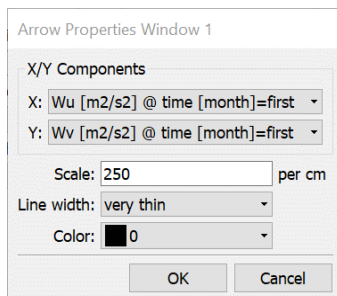 Arrow Properties Window 1
X/Y Components
X: Wu [m2/s2] @ time [month]=first
Y: Wv [m2/s2] @ time [month]=first
Scale: 250 per cm
Line width: very thin
Color: 0
OK Cancel